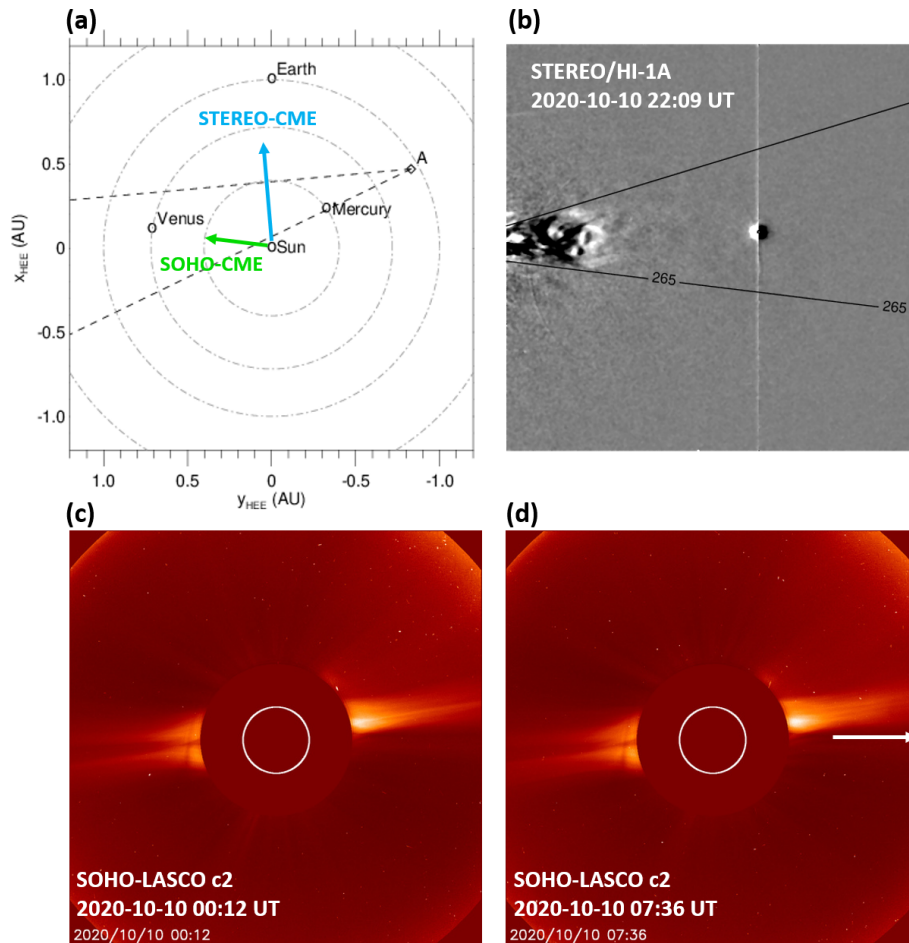 (a)
(b)
Earth
STEREO-CME
A
Mercury
Venus
Sun
SOHO-CME
x HEE (AU)
1.0
0.5
0
-0.5
-1.0
1.0 0.5 0 -0.5 -1.0
y HEE (AU)
STEREO/HI-1A
2020-10-10 22:09 UT
265
265
(c)
(d)
SOHO-LASCO c2
2020-10-10 00:12 UT
2020/10/10 00:12
SOHO-LASCO c2
2020-10-10 07:36 UT
2020/10/10 07:36